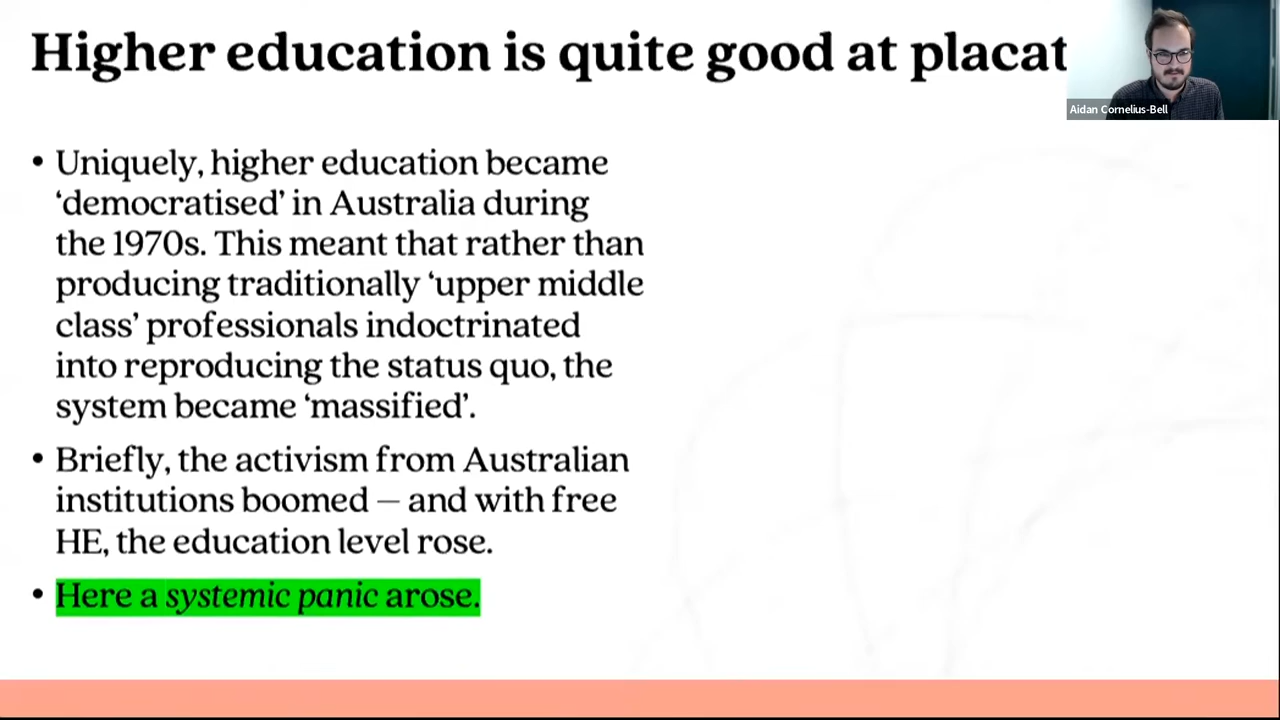 Higher education is quite good at placat
Aidan Cornelius-Bell
• Uniquely, higher education became
‘democratised’ in Australia during
the 1970s. This meant that rather than
producing traditionally ‘upper middle
class’ professionals indoctrinated
into reproducing the status quo, the
system became ‘massified’.
• Briefly, the activism from Australian
institutions boomed — and with free
HE, the education level rose.
• Here a systemic panic arose.